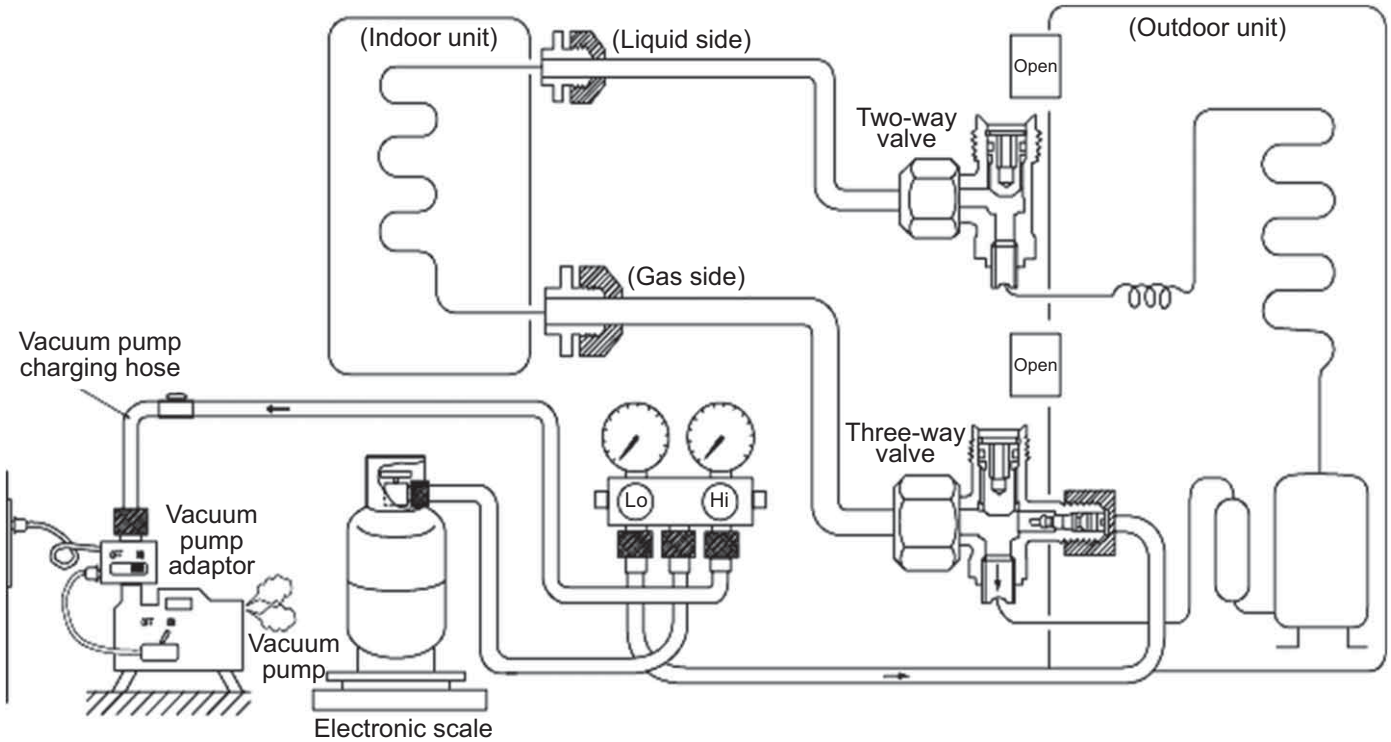 (Indoor unit)
(Liquid side)
(Outdoor unit)
Open
Two-way
valve
(Gas side)
Open
Vacuum pump
charging hose
Three-way
valve
Lo
Hi
Vacuum
pump
adaptor
Vacuum
pump
Electronic scale